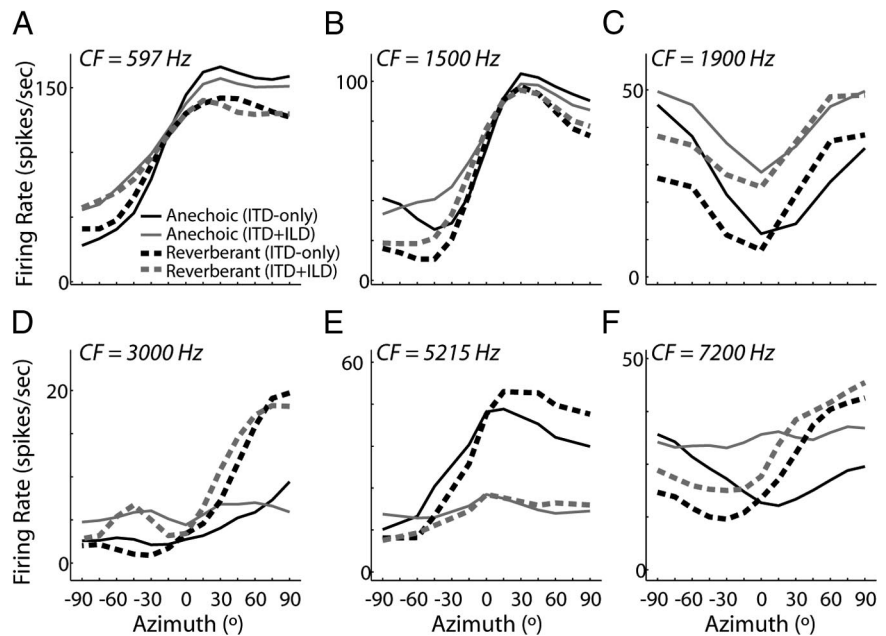 A
CF = 597 Hz
150
0
Firing Rate (spikes/sec)
Anechoic (ITD-only)
Anechoic (ITD+ILD)
Reverberant (ITD-only)
Reverberant (ITD+ILD)
B
CF = 1500 Hz
100
0
C
CF = 1900 Hz
50
0
D
CF = 3000 Hz
20
0
Firing Rate (spikes/sec)
-90 -60 -30 0 30 60 90
Azimuth (º)
E
CF = 5215 Hz
60
0
-90 -60 -30 0 30 60 90
Azimuth (º)
F
CF = 7200 Hz
50
0
-90 -60 -30 0 30 60 90
Azimuth (º)